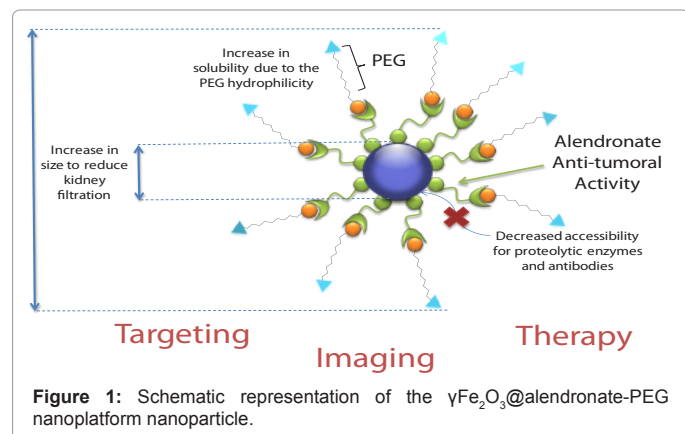 Increase in
solubility due to the
PEG hydrophilicity
PEG
Increase in
size to reduce
kidney
filtration
Alendronate
Anti-tumoral
Activity
Decreased accessibility
for proteolytic enzymes
and antibodies
Targeting
Imaging
Therapy
Figure 1: Schematic representation of the γFe₂O₃@alendronate-PEG
nanoplatform nanoparticle.